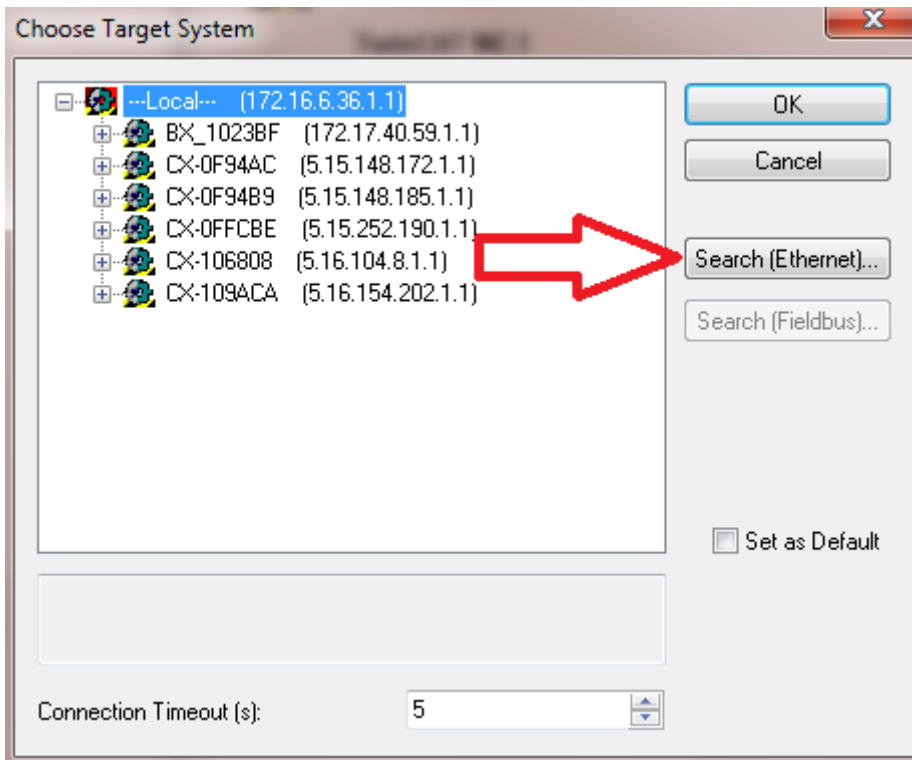 Choose Target System
---Local--- (172.16.6.36.1.1)
BX_1023BF (172.17.40.59.1.1)
CX-0F94AC (5.15.148.172.1.1)
CX-0F94B9 (5.15.148.185.1.1)
CX-0FFCBE (5.15.252.190.1.1)
CX-106808 (5.16.104.8.1.1)
CX-109ACA (5.16.154.202.1.1)
OK
Cancel
Search (Ethernet)...
Search (Fieldbus)...
Set as Default
Connection Timeout (s):
5